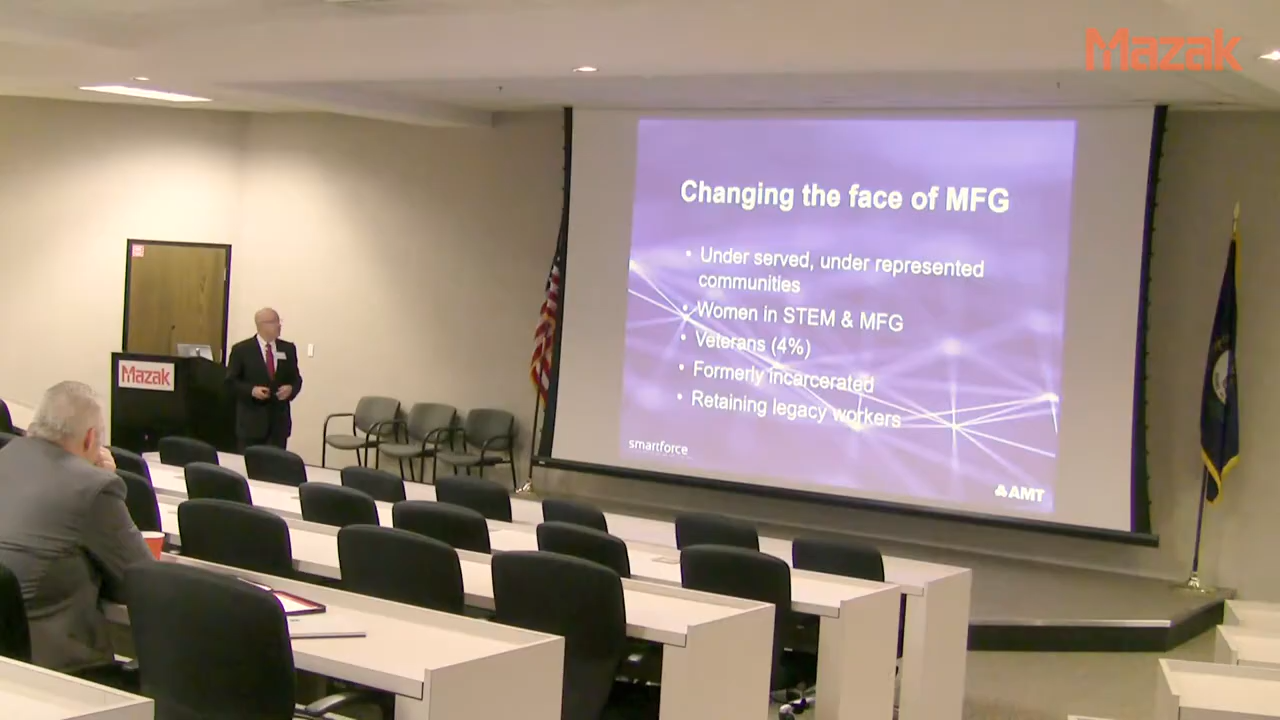 Mazak
Changing the face of MFG
• Under served, under represented
communities
• Women in STEM & MFG
• Veterans (4%)
• Formerly incarcerated
• Retaining legacy workers
smartforce
AMT
Mazak